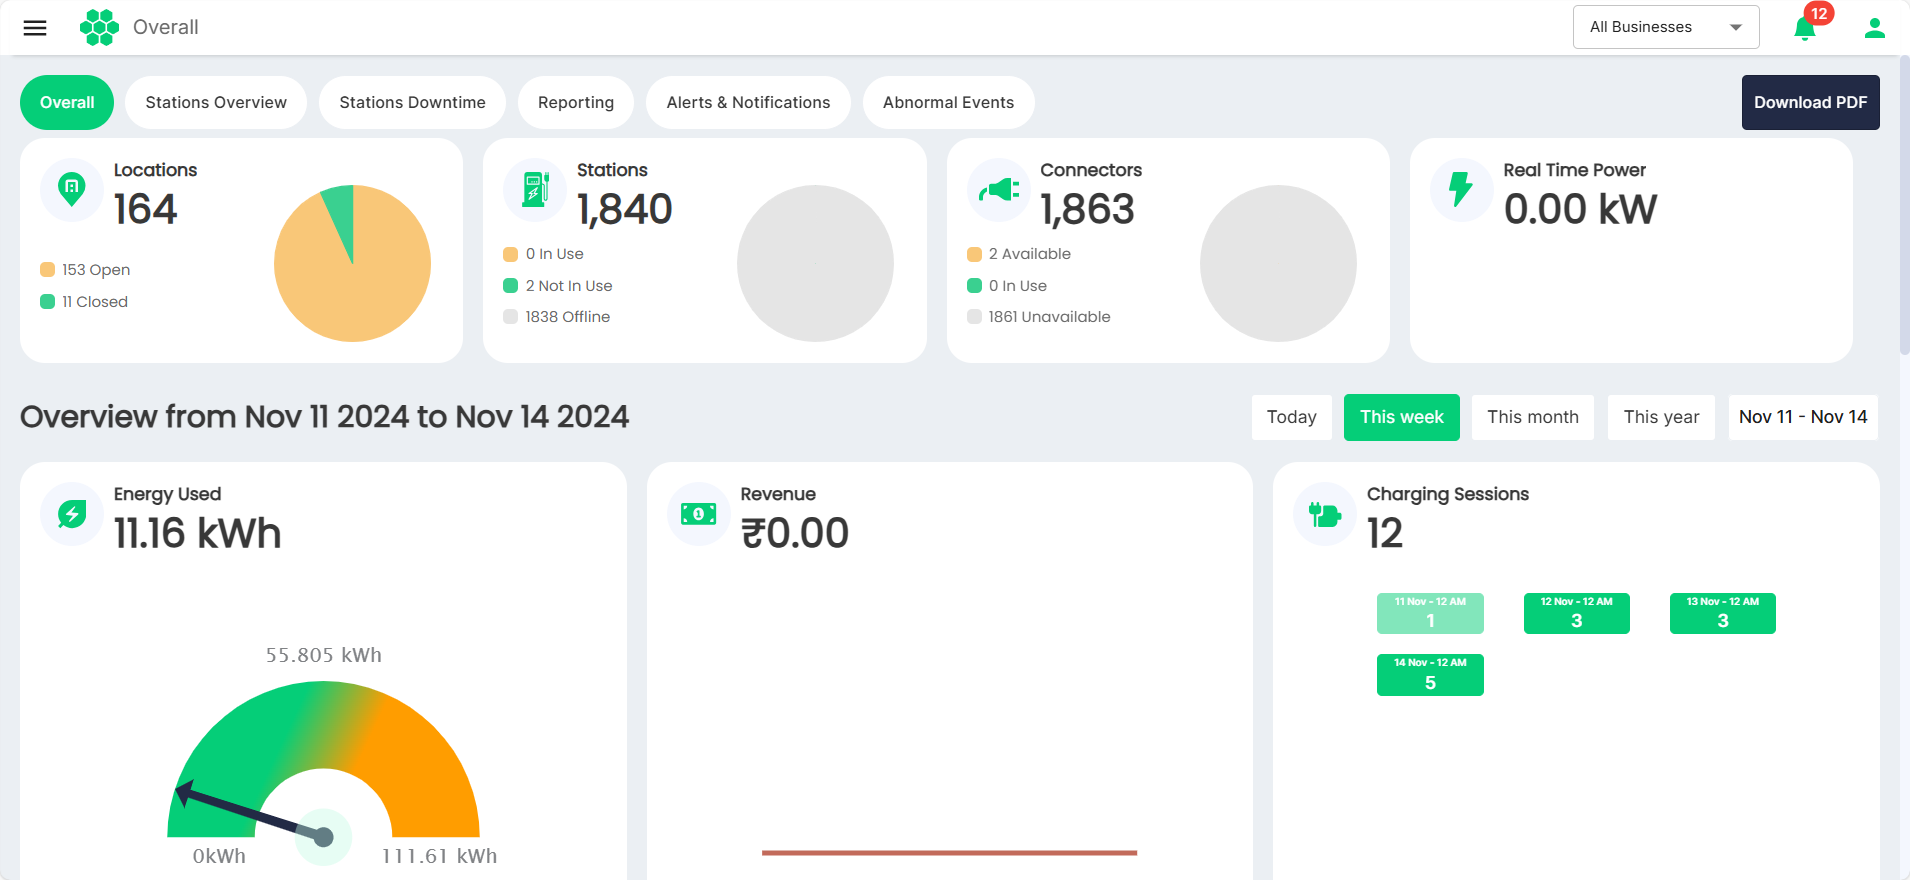 Overall
All Businesses
12
Overall
Stations Overview
Stations Downtime
Reporting
Alerts & Notifications
Abnormal Events
Download PDF
Locations
164
153 Open
11 Closed
Stations
1,840
0 In Use
2 Not In Use
1838 Offline
Connectors
1,863
2 Available
0 In Use
1861 Unavailable
Real Time Power
0.00 kW
Overview from Nov 11 2024 to Nov 14 2024
Today
This week
This month
This year
Nov 11 - Nov 14
Energy Used
11.16 kWh
55.805 kWh
0kWh
111.61 kWh
Revenue
₹0.00
Charging Sessions
12
11 Nov - 12 AM
1
12 Nov - 12 AM
3
13 Nov - 12 AM
3
14 Nov - 12 AM
5